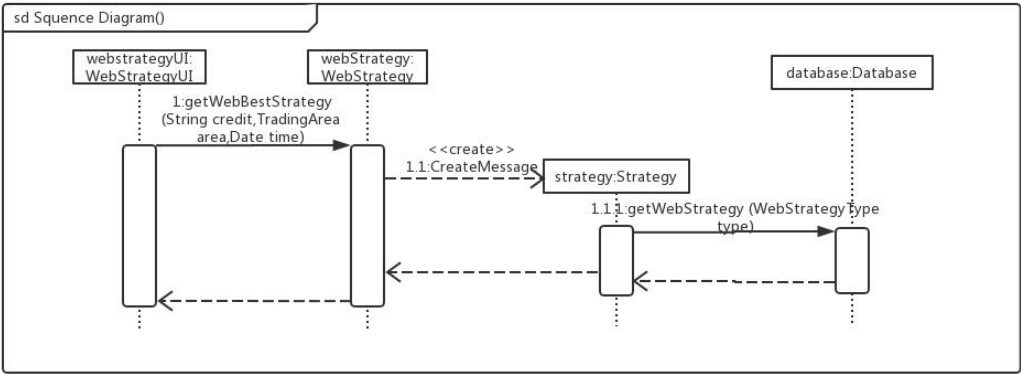 sd Squence Diagram()
webstrategyUI:
WebStrategyUI
webStrategy:
WebStrategy
database:Database
1:getWebBestStrategy
(String credit,TradingArea
area,Date time)
<<create>>
1.1:CreateMessage
strategy:Strategy
1.1.1:getWebStrategy (WebStrategyType
type)